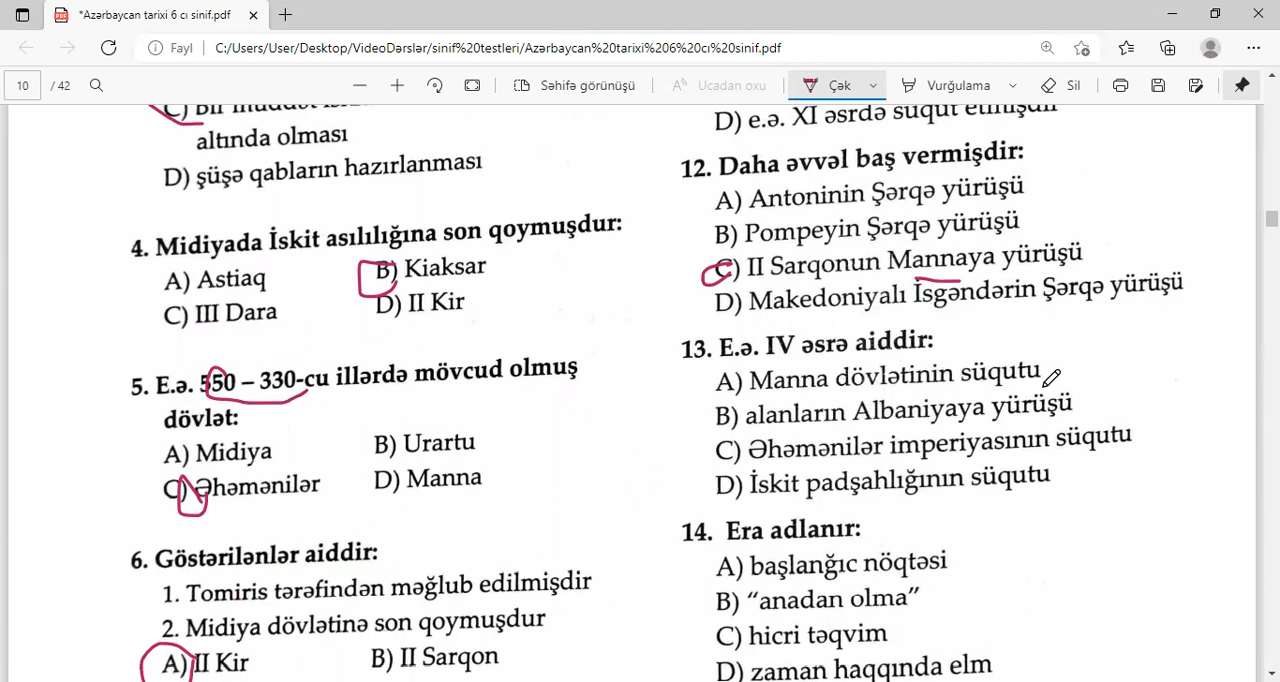 *Azərbaycan tarixi 6 cı sinif.pdf
Fayl C:/Users/User/Desktop/VideoDərslər/sinif%20testleri/Azərbaycan%20tarixi%206%20cı%20sinif.pdf
10 / 42 Səhifə görünüşü Ucadan oxu Çək Vurğulama Sil
altında olması
D) şüşə qabların hazırlanması
4. Midiyada İskit asılılığına son qoymuşdur:
A) Astiaq B) Kiaksar
C) III Dara D) II Kir
5. E.ə. 550 – 330-cu illərdə mövcud olmuş
dövlət:
A) Midiya B) Urartu
C) Əhəmənilər D) Manna
6. Göstərilənlər aiddir:
1. Tomiris tərəfindən məğlub edilmişdir
2. Midiya dövlətinə son qoymuşdur
A) II Kir B) II Sarqon
D) e.ə. XI əsrdə süqut etmişdir
12. Daha əvvəl baş vermişdir:
A) Antoninin Şərqə yürüşü
B) Pompeyin Şərqə yürüşü
C) II Sarqonun Mannaya yürüşü
D) Makedoniyalı İsgəndərin Şərqə yürüşü
13. E.ə. IV əsrə aiddir:
A) Manna dövlətinin süqutu
B) alanların Albaniyaya yürüşü
C) Əhəmənilər imperiyasının süqutu
D) İskit padşahlığının süqutu
14. Era adlanır:
A) başlanğıc nöqtəsi
B) “anadan olma”
C) hicri təqvim
D) zaman haqqında elm